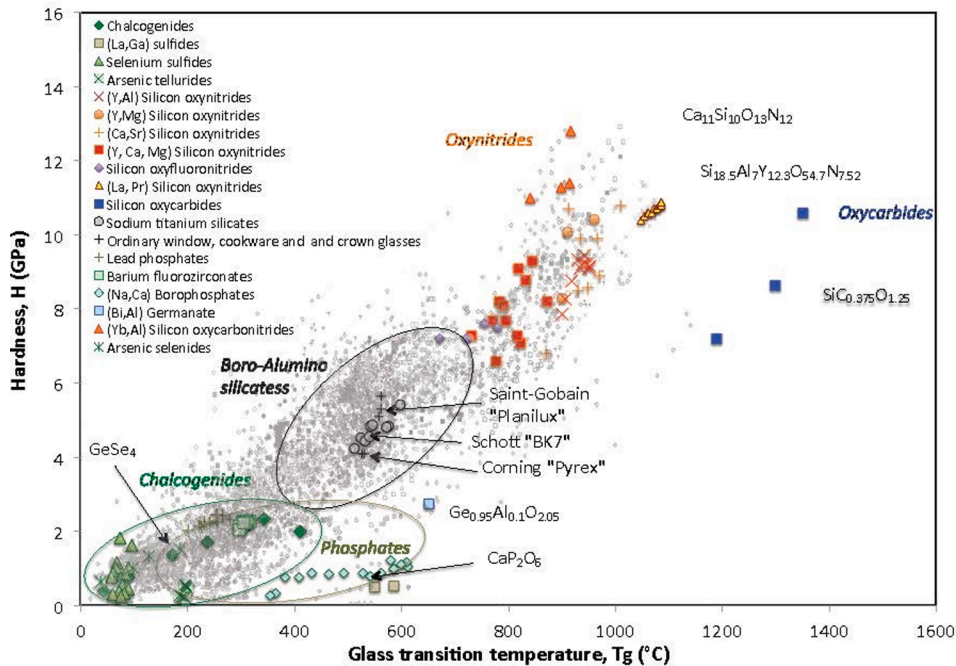 16
14
12
10
8
6
4
2
0
Hardness, H (GPa)
Chalcogenides
(La,Ga) sulfides
Selenium sulfides
Arsenic tellurides
(Y,Al) Silicon oxynitrides
(Y,Mg) Silicon oxynitrides
(Ca,Sr) Silicon oxynitrides
(Y, Ca, Mg) Silicon oxynitrides
Silicon oxyfluoronitrides
(La, Pr) Silicon oxynitrides
Silicon oxycarbides
Sodium titanium silicates
Ordinary window, cookware and and crown glasses
Lead phosphates
Barium fluorozirconates
(Na,Ca) Borophosphates
(Bi,Al) Germanate
(Yb,Al) Silicon oxycarbonitrides
Arsenic selenides
Oxynitrides
Ca11Si10O13N12
Si18.5Al7Y12.3O54.7N7.52
Oxycarbides
SiC0.375O1.25
Boro-Alumino
silicatess
Saint-Gobain
"Planilux"
Schott "BK7"
Corning "Pyrex"
GeSe4
Chalcogenides
Ge0.95Al0.1O2.05
Phosphates
CaP2O6
0
200
400
600
800
1000
1200
1400
1600
Glass transition temperature, Tg (°C)